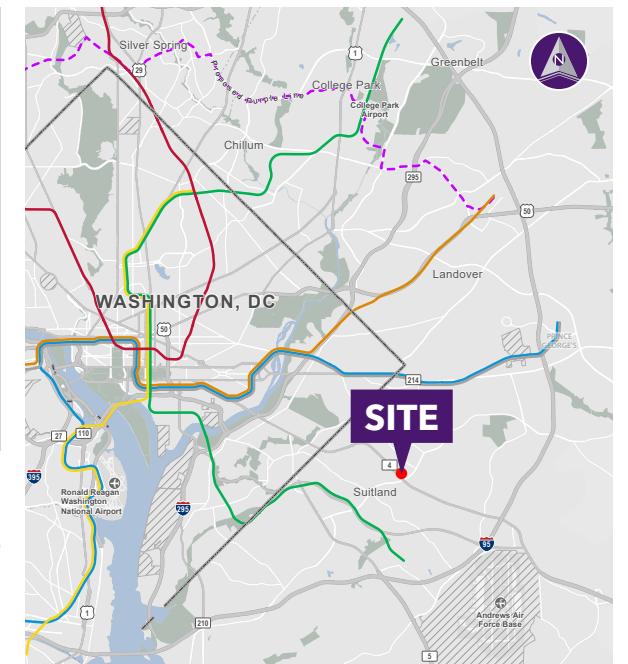 Silver Spring
1
N
29
Greenbelt
Proposed Purple Line
College Park
College Park
Airport
Chillum
295
50
Landover
WASHINGTON, DC
50
PRINCE
GEORGE'S
214
SITE
27
110
4
395
Ronald Reagan
Washington
National Airport
Suitland
295
95
1
210
Andrews Air
Force Base
5